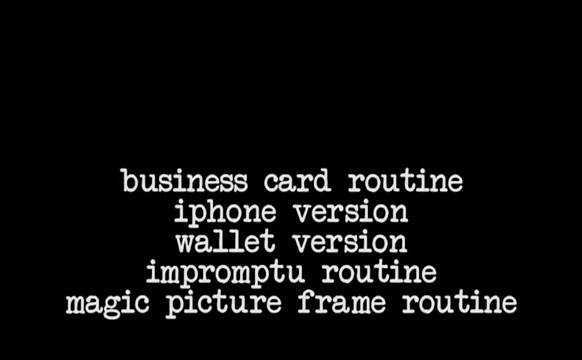 business card routine
iphone version
wallet version
impromptu routine
magic picture frame routine